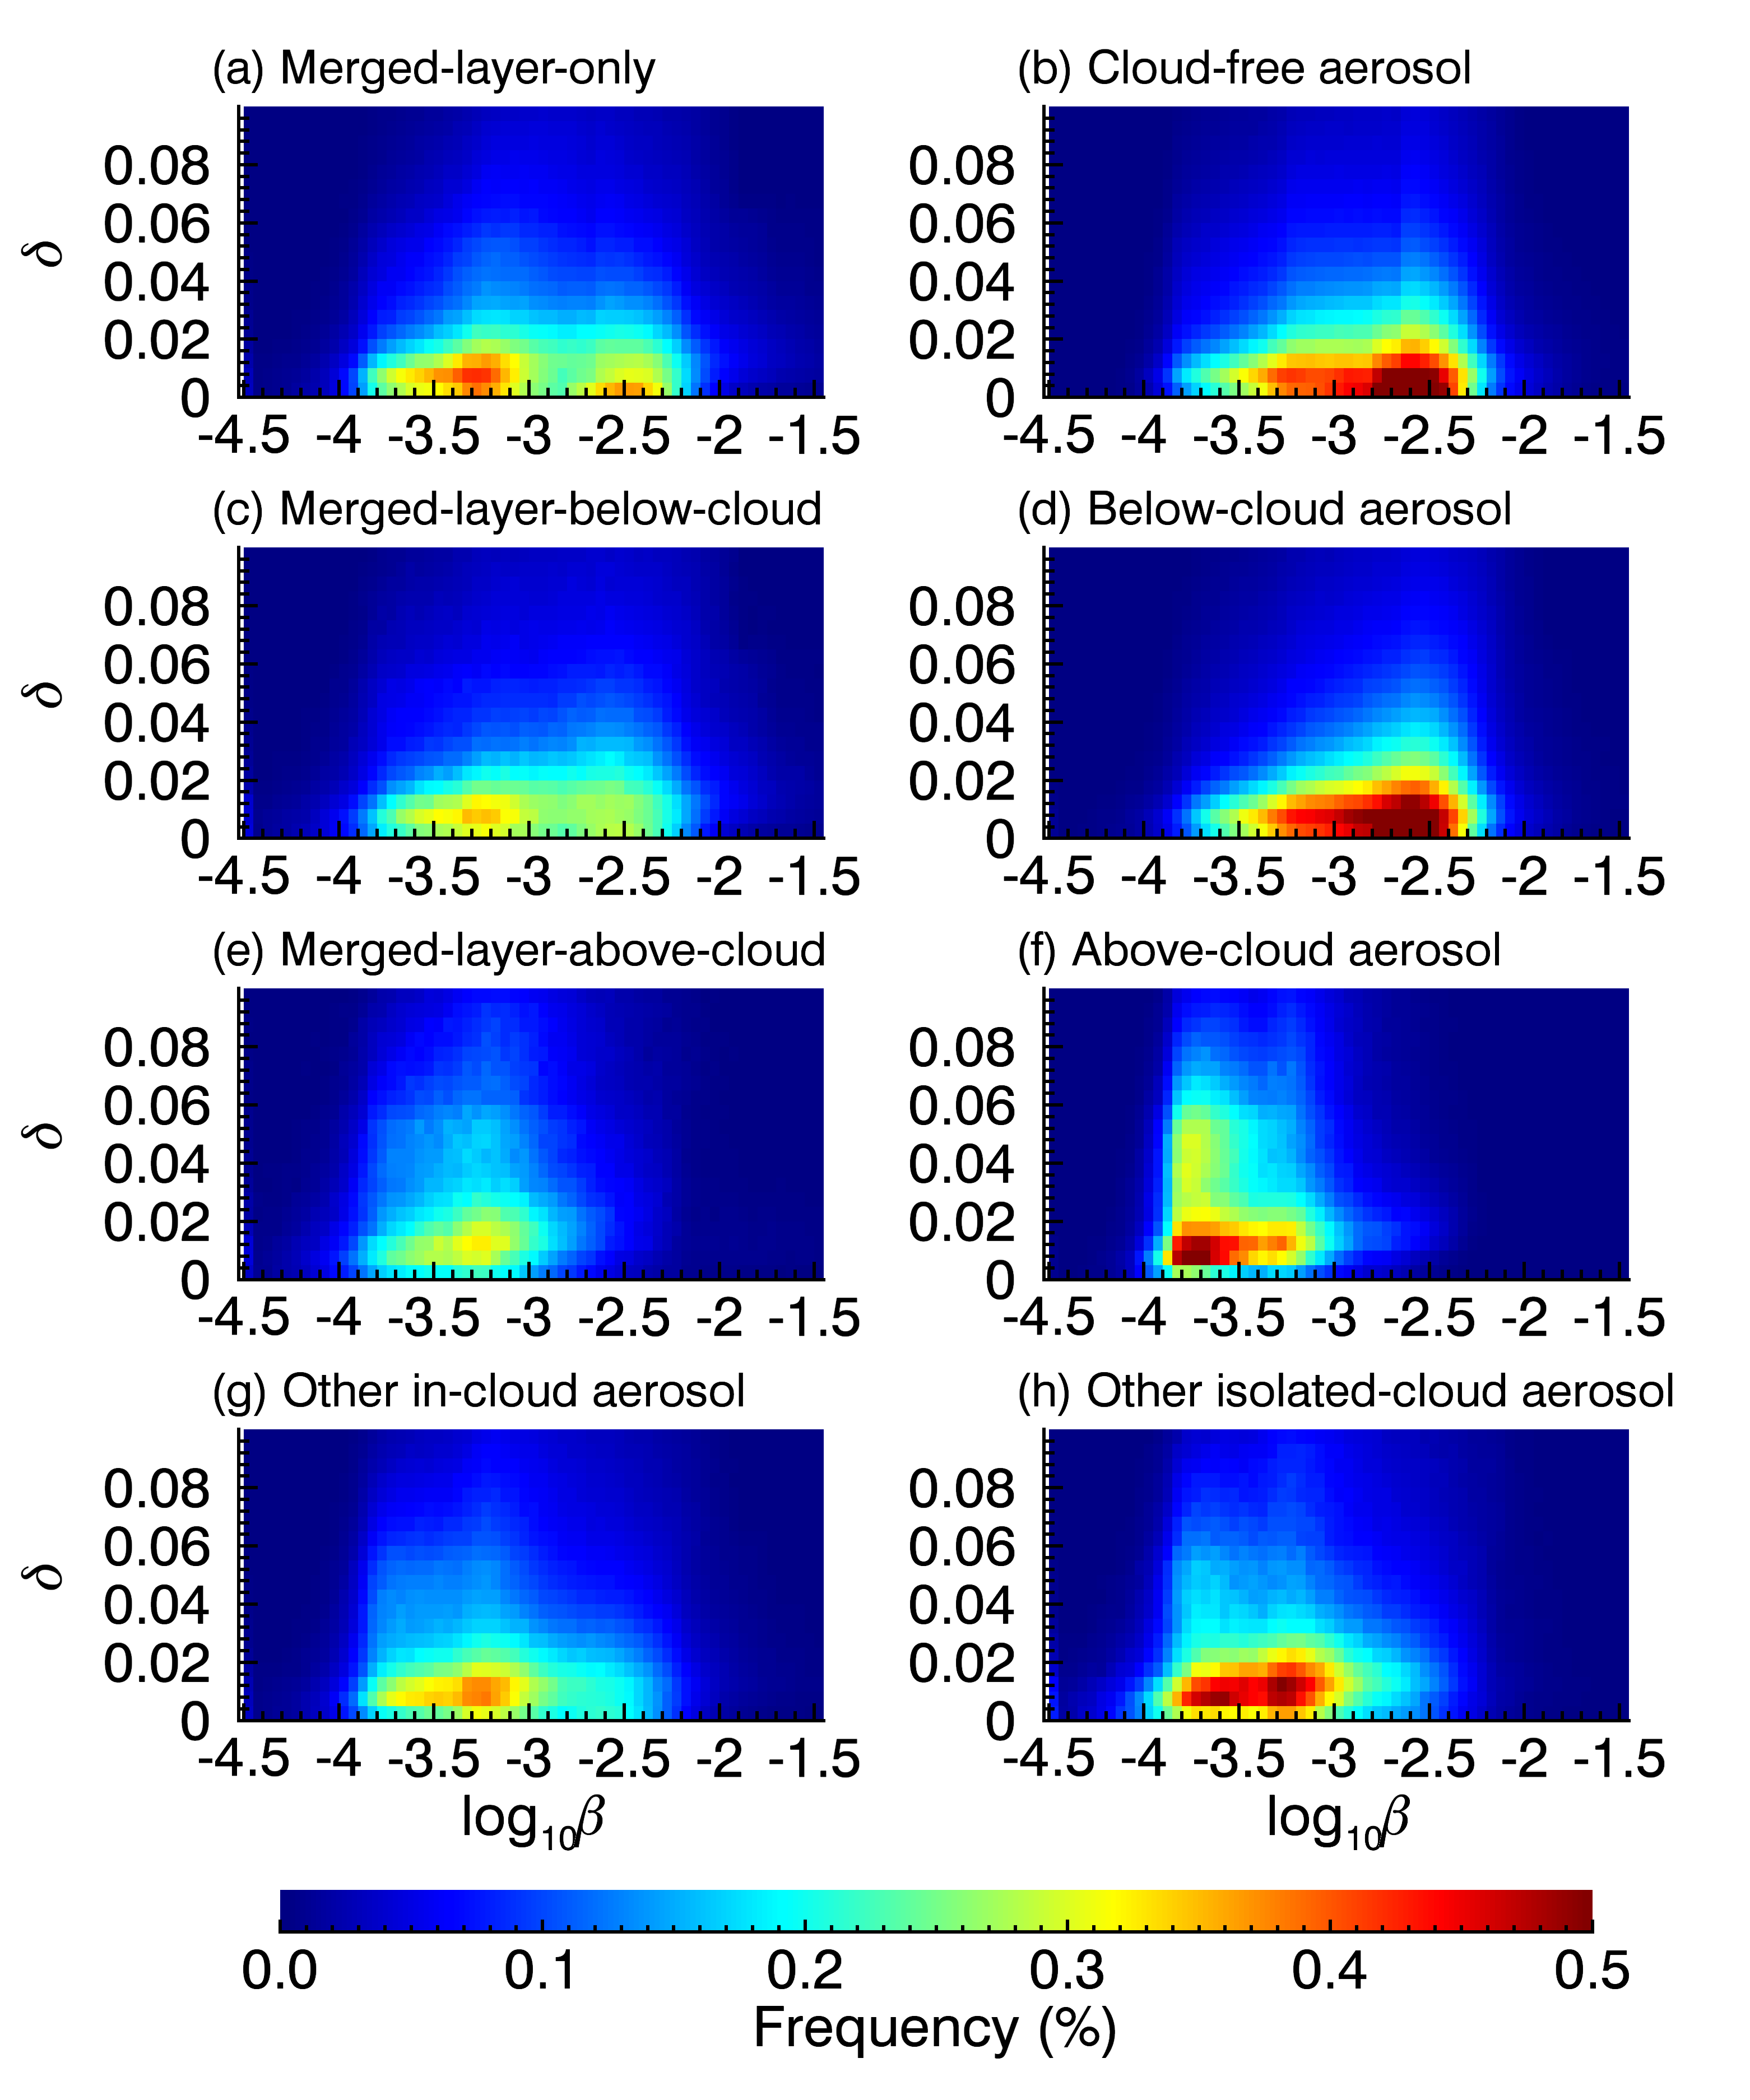 (a) Merged-layer-only
(b) Cloud-free aerosol
δ
0.08
0.06
0.04
0.02
0
-4.5 -4 -3.5 -3 -2.5 -2 -1.5
0.08
0.06
0.04
0.02
0
-4.5 -4 -3.5 -3 -2.5 -2 -1.5
(c) Merged-layer-below-cloud
(d) Below-cloud aerosol
δ
0.08
0.06
0.04
0.02
0
-4.5 -4 -3.5 -3 -2.5 -2 -1.5
0.08
0.06
0.04
0.02
0
-4.5 -4 -3.5 -3 -2.5 -2 -1.5
(e) Merged-layer-above-cloud
(f) Above-cloud aerosol
δ
0.08
0.06
0.04
0.02
0
-4.5 -4 -3.5 -3 -2.5 -2 -1.5
0.08
0.06
0.04
0.02
0
-4.5 -4 -3.5 -3 -2.5 -2 -1.5
(g) Other in-cloud aerosol
(h) Other isolated-cloud aerosol
δ
0.08
0.06
0.04
0.02
0
-4.5 -4 -3.5 -3 -2.5 -2 -1.5
log₁₀β
0.08
0.06
0.04
0.02
0
-4.5 -4 -3.5 -3 -2.5 -2 -1.5
log₁₀β
0.0 0.1 0.2 0.3 0.4 0.5
Frequency (%)